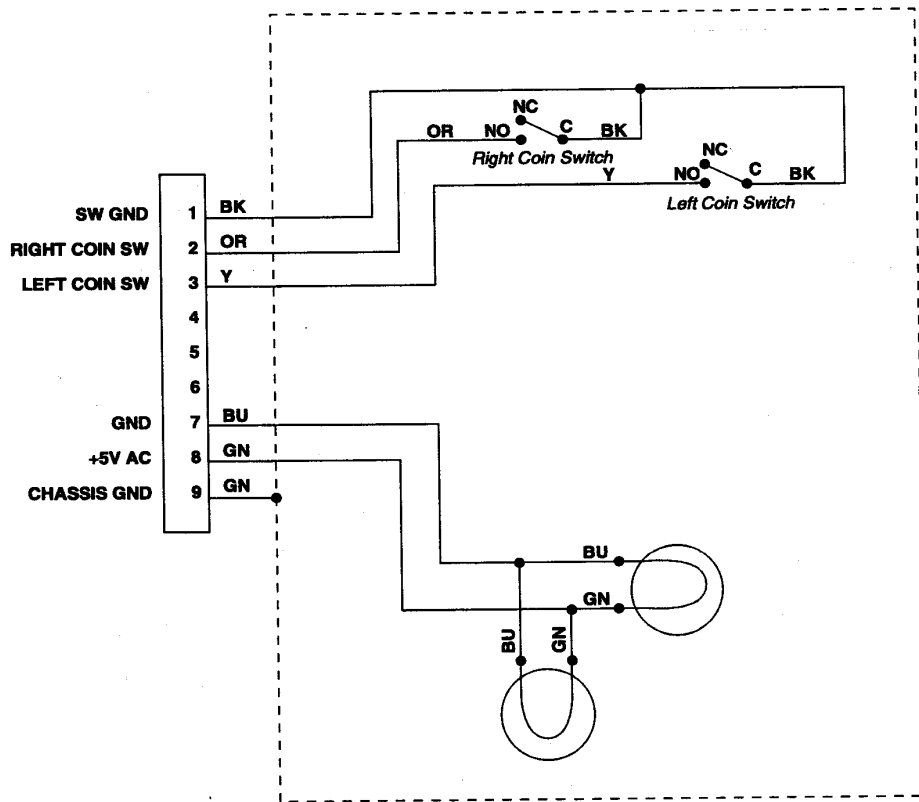 NC
OR NO C BK
Right Coin Switch
NC
Y NO C BK
Left Coin Switch
SW GND 1 BK
RIGHT COIN SW 2 OR
LEFT COIN SW 3 Y
4
5
6
GND 7 BU
+5V AC 8 GN
CHASSIS GND 9 GN
BU
GN
BU GN